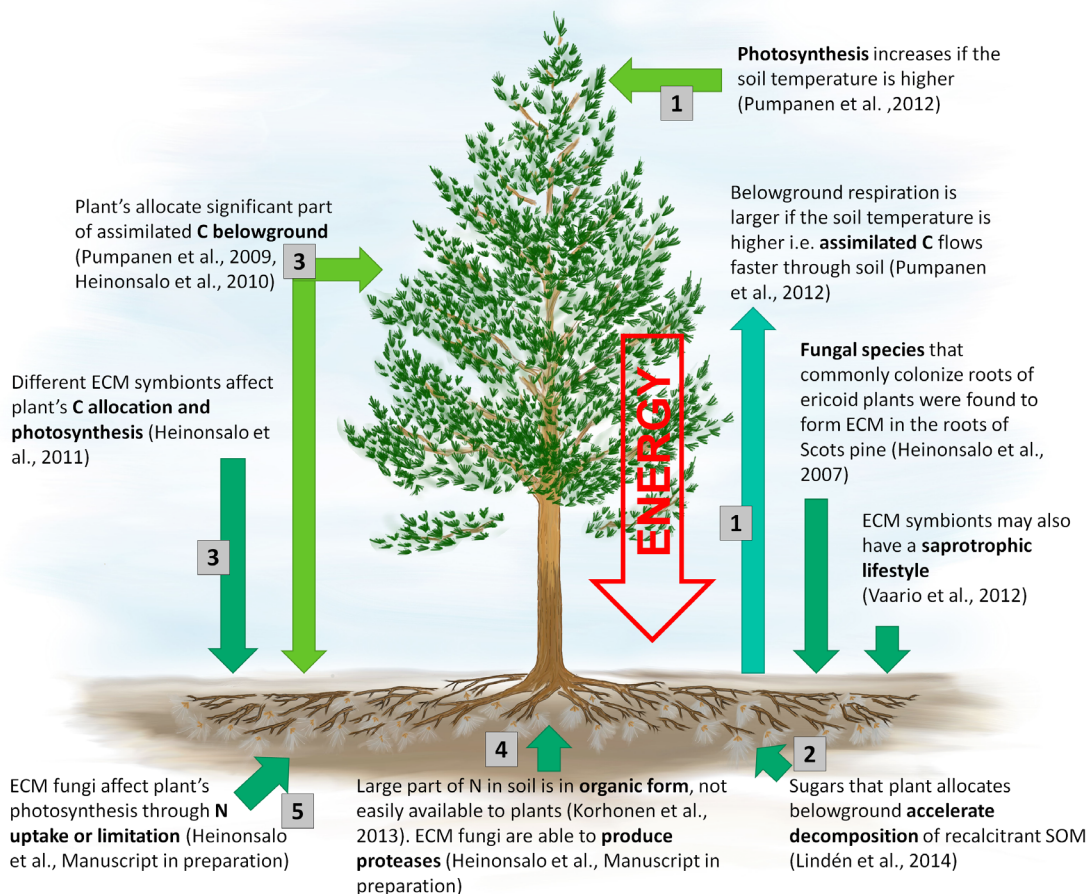 Photosynthesis increases if the
soil temperature is higher
(Pumpanen et al. ,2012)
1
Plant's allocate significant part
of assimilated C belowground
(Pumpanen et al., 2009,
Heinonsalo et al., 2010)
3
Belowground respiration is
larger if the soil temperature is
higher i.e. assimilated C flows
faster through soil (Pumpanen
et al., 2012)
1
Different ECM symbionts affect
plant's C allocation and
photosynthesis (Heinonsalo et
al., 2011)
3
ENERGY
Fungal species that
commonly colonize roots of
ericoid plants were found to
form ECM in the roots of
Scots pine (Heinonsalo et al.,
2007)
ECM symbionts may also
have a saprotrophic
lifestyle
(Vaario et al., 2012)
ECM fungi affect plant's
photosynthesis through N
uptake or limitation (Heinonsalo
et al., Manuscript in preparation)
5
4
Large part of N in soil is in organic form, not
easily available to plants (Korhonen et al.,
2013). ECM fungi are able to produce
proteases (Heinonsalo et al., Manuscript in
preparation)
2
Sugars that plant allocates
belowground accelerate
decomposition of recalcitrant SOM
(Lindén et al., 2014)